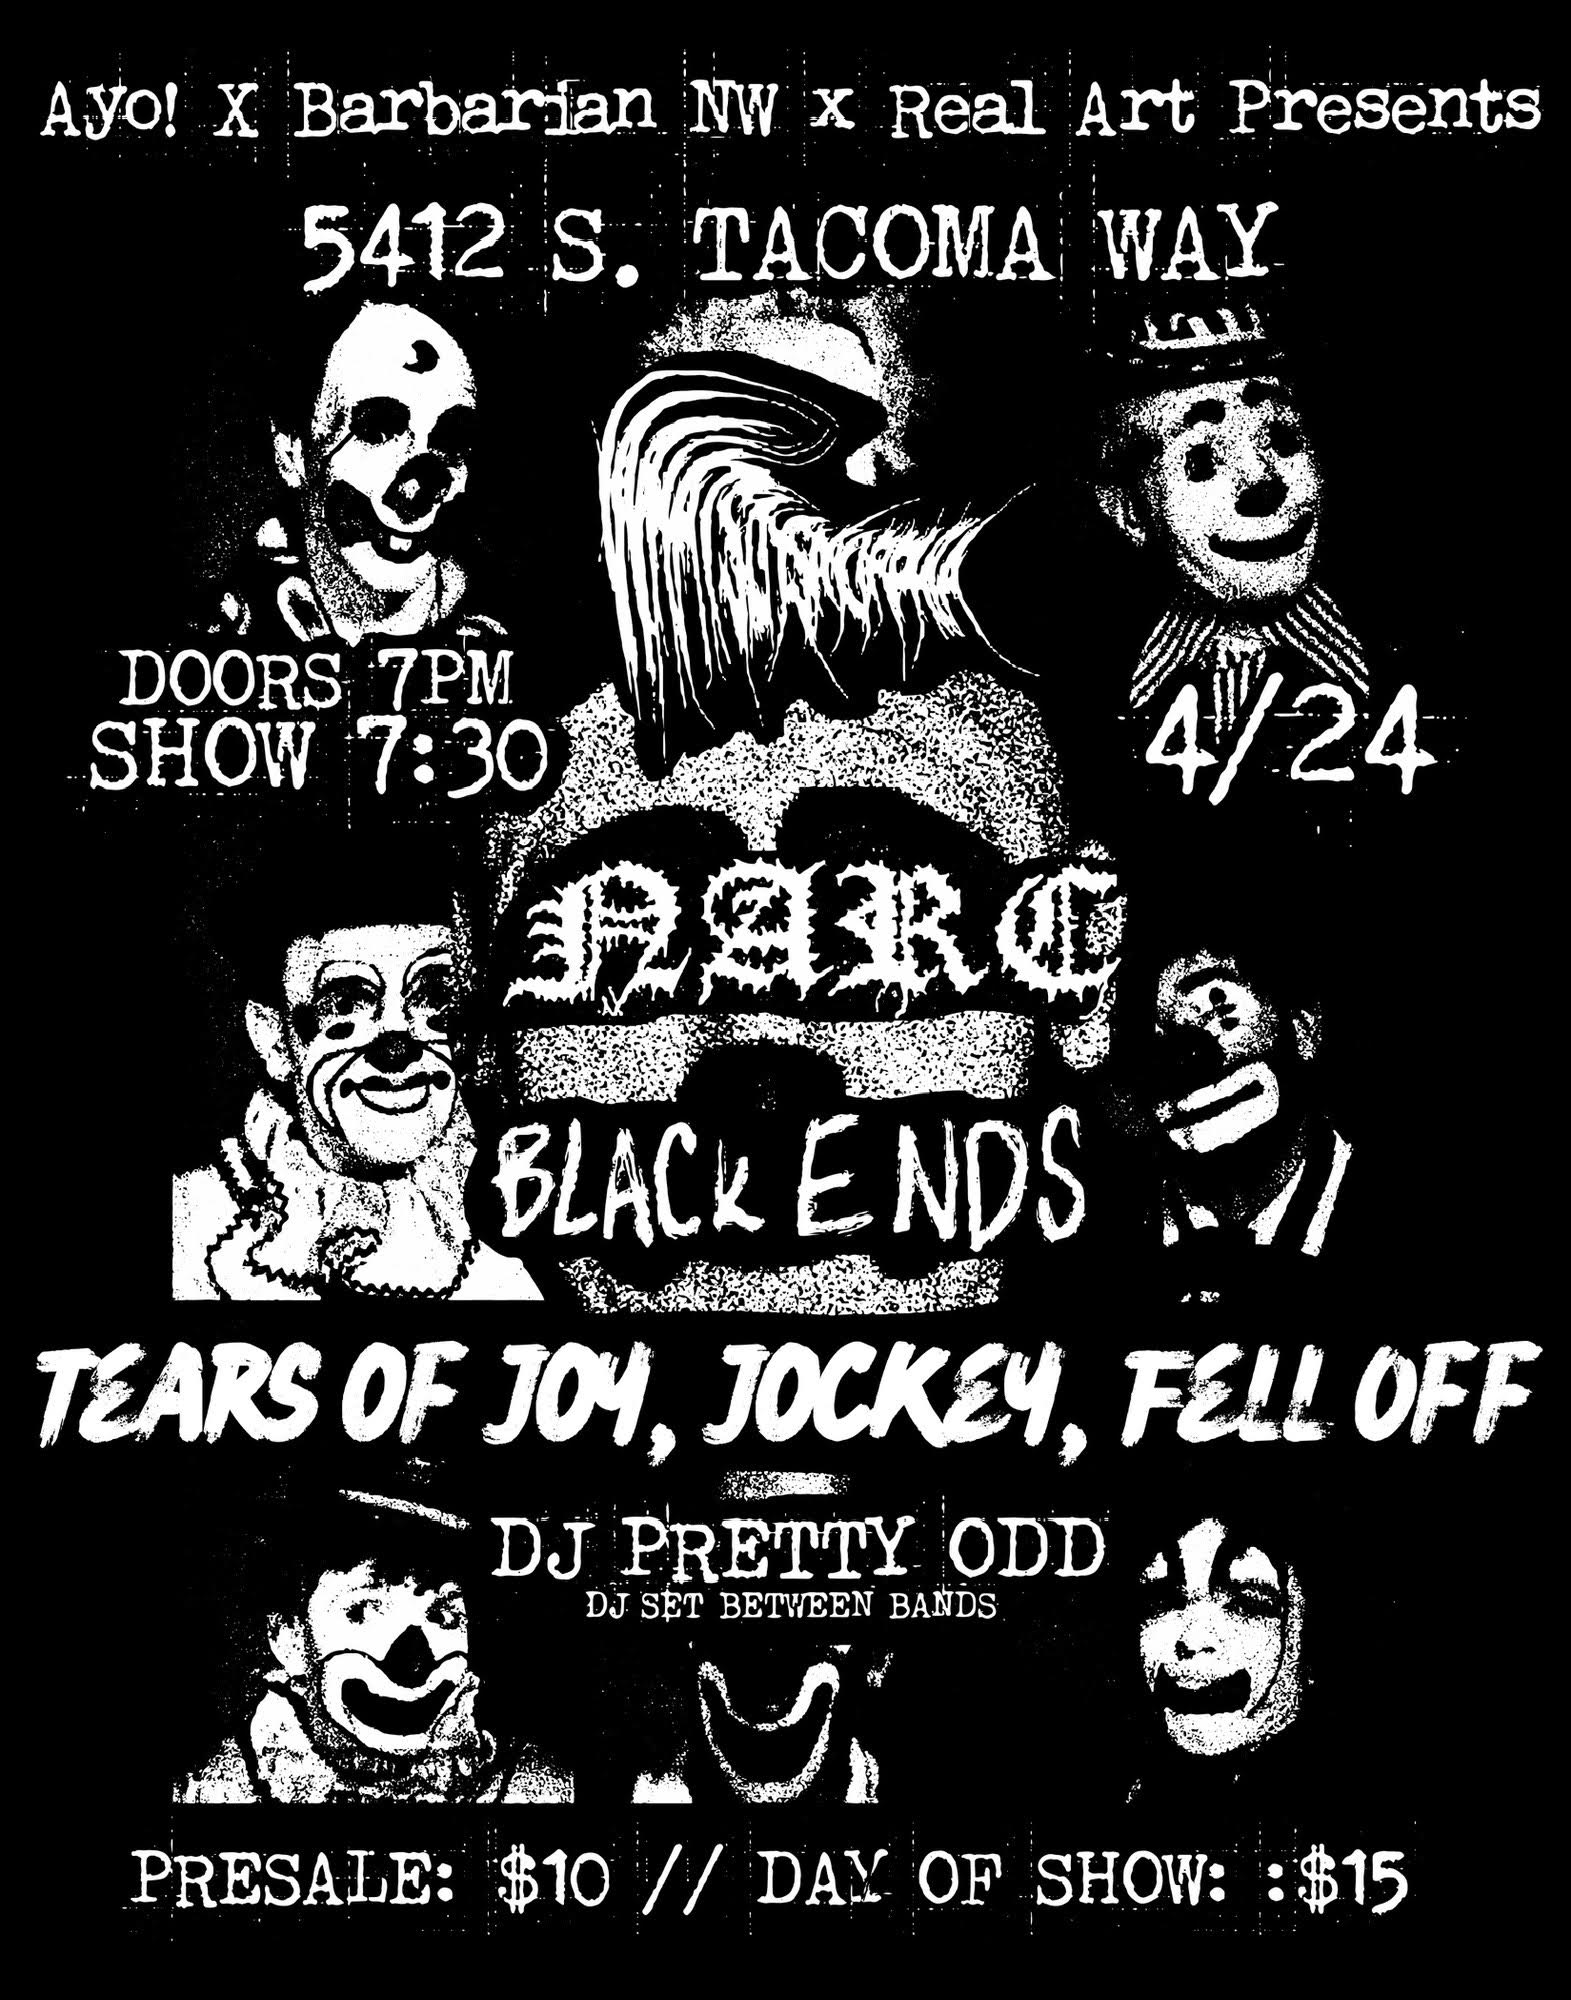 Ayo! X Barbarian NW x Real Art Presents
5412 S. TACOMA WAY
DOORS 7PM
SHOW 7:30
4/24
NARC
BLACK ENDS
TEARS OF JOY, JOCKEY, FELL OFF
DJ PRETTY ODD
DJ SET BETWEEN BANDS
PRESALE: $10 // DAY OF SHOW: :$15